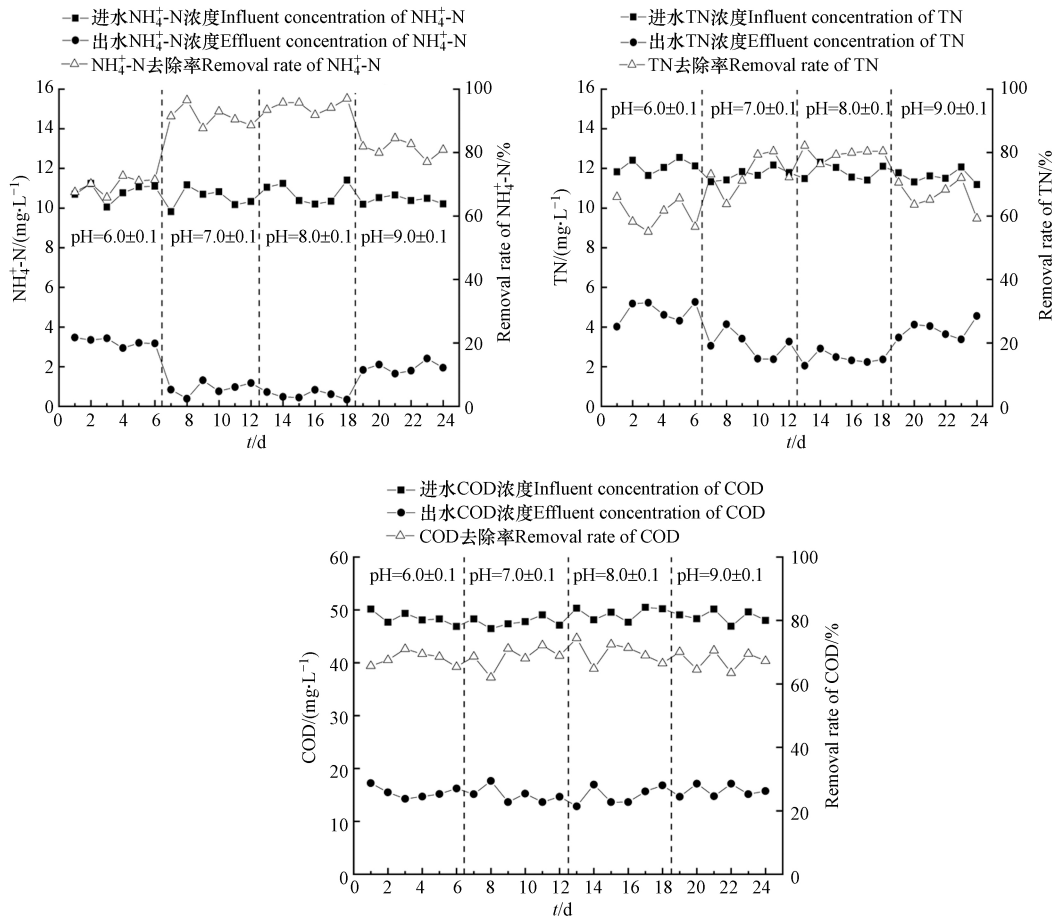 进水NH₄⁺-N浓度Influent concentration of NH₄⁺-N
出水NH₄⁺-N浓度Effluent concentration of NH₄⁺-N
NH₄⁺-N去除率Removal rate of NH₄⁺-N
16
14
12
10
8
6
4
2
0
NH₄⁺-N/(mg·L⁻¹)
pH=6.0±0.1 pH=7.0±0.1 pH=8.0±0.1 pH=9.0±0.1
100
80
60
40
20
0
Removal rate of NH₄⁺-N/%
0 2 4 6 8 10 12 14 16 18 20 22 24
t/d
进水TN浓度Influent concentration of TN
出水TN浓度Effluent concentration of TN
TN去除率Removal rate of TN
16
14
12
10
8
6
4
2
0
TN/(mg·L⁻¹)
pH=6.0±0.1 pH=7.0±0.1 pH=8.0±0.1 pH=9.0±0.1
100
80
60
40
20
0
Removal rate of TN/%
0 2 4 6 8 10 12 14 16 18 20 22 24
t/d
进水COD浓度Influent concentration of COD
出水COD浓度Effluent concentration of COD
COD去除率Removal rate of COD
60
50
40
30
20
10
0
COD/(mg·L⁻¹)
pH=6.0±0.1 pH=7.0±0.1 pH=8.0±0.1 pH=9.0±0.1
100
80
60
40
20
0
Removal rate of COD/%
0 2 4 6 8 10 12 14 16 18 20 22 24
t/d